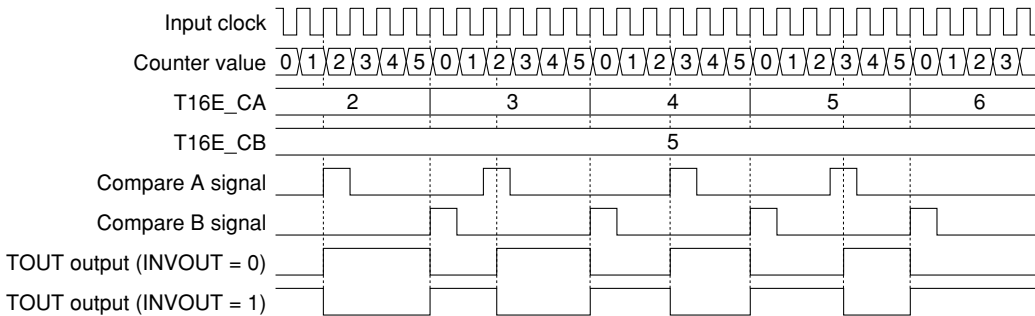 Input clock
Counter value 0 1 2 3 4 5 0 1 2 3 4 5 0 1 2 3 4 5 0 1 2 3 4 5 0 1 2 3
T16E_CA 2 3 4 5 6
T16E_CB 5
Compare A signal
Compare B signal
TOUT output (INVOUT = 0)
TOUT output (INVOUT = 1)